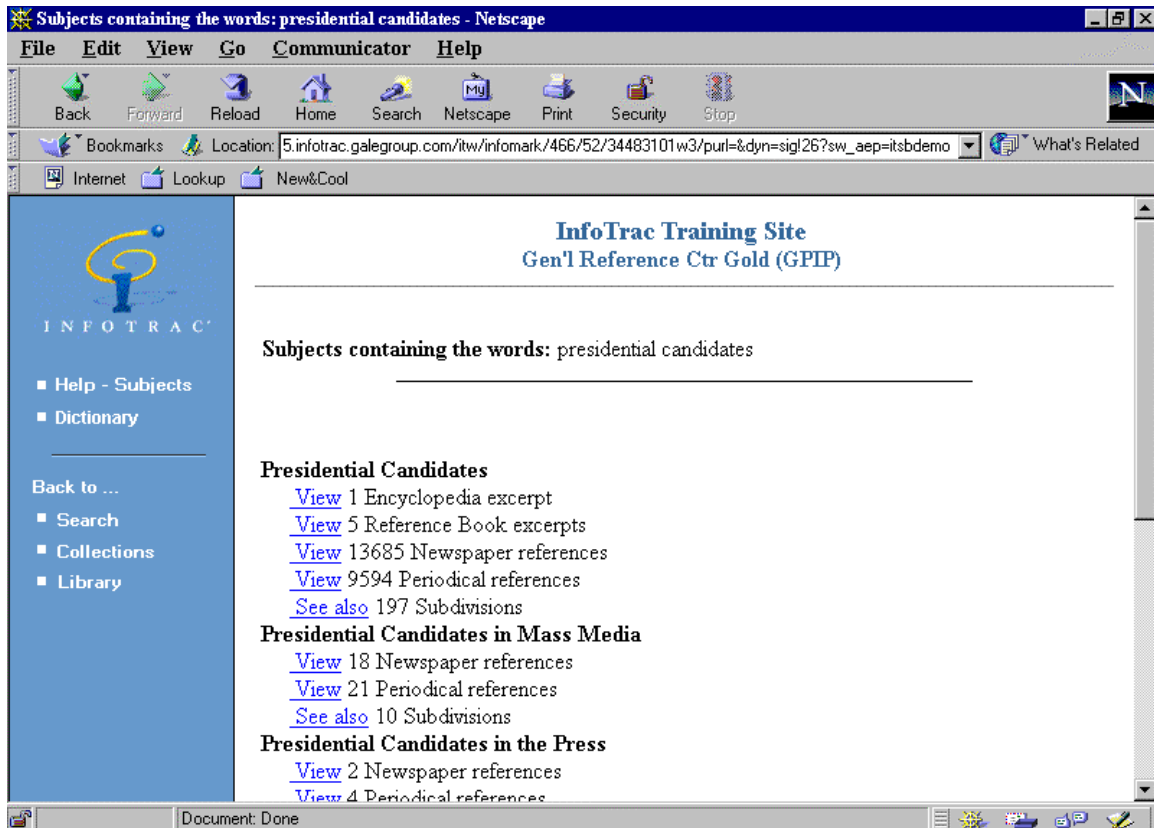 Subjects containing the words: presidential candidates - Netscape
File Edit View Go Communicator Help
Back Forward Reload Home Search Netscape Print Security Stop
My
N
Bookmarks Location: 5.infotrac.galegroup.com/itw/infomark/466/52/34483101w3/purl=&dyn=sig!26?sw_aep=itsbdemo What's Related
Internet Lookup New&Cool
INFOTRAC
Help - Subjects
Dictionary
Back to ...
Search
Collections
Library
InfoTrac Training Site
Gen'l Reference Ctr Gold (GPIP)
Subjects containing the words: presidential candidates
Presidential Candidates
View 1 Encyclopedia excerpt
View 5 Reference Book excerpts
View 13685 Newspaper references
View 9594 Periodical references
See also 197 Subdivisions
Presidential Candidates in Mass Media
View 18 Newspaper references
View 21 Periodical references
See also 10 Subdivisions
Presidential Candidates in the Press
View 2 Newspaper references
View 4 Periodical references
Document: Done